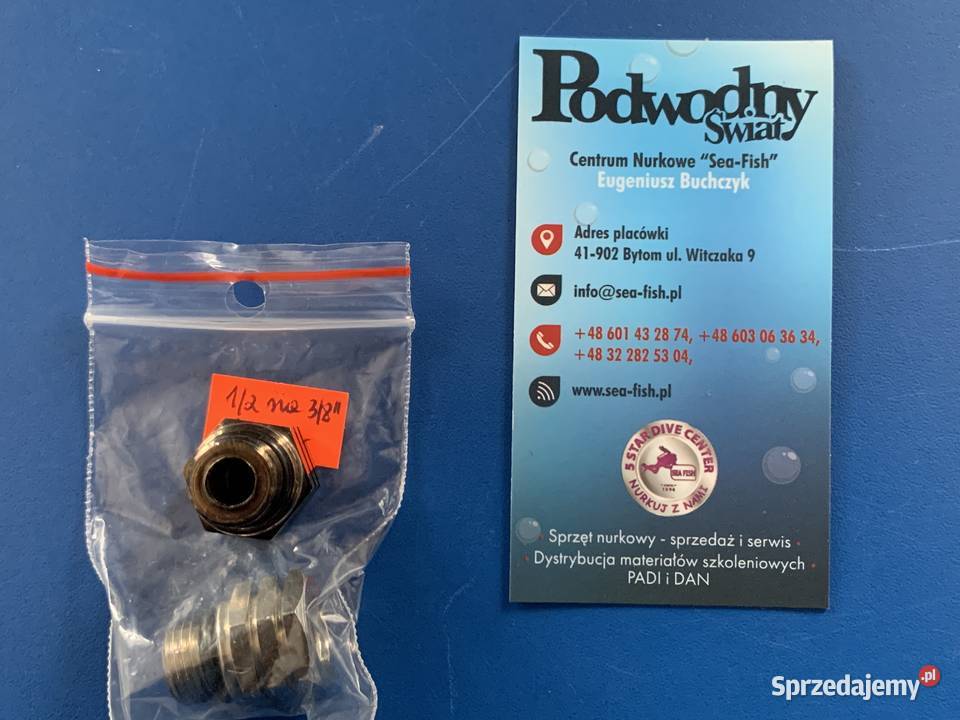 1/2 na 3/8"
Podwodny
Świat
Centrum Nurkowe "Sea-Fish"
Eugeniusz Buchczyk
Adres placówki
41-902 Bytom ul. Witczaka 9
info@sea-fish.pl
+48 601 43 28 74, +48 603 06 36 34,
+48 32 282 53 04,
www.sea-fish.pl
5 STAR DIVE CENTER
SEA FISH
NURKUJ Z NAMI
Sprzęt nurkowy - sprzedaż i serwis
Dystrybucja materiałów szkoleniowych
PADI i DAN
Sprzedajemy.pl